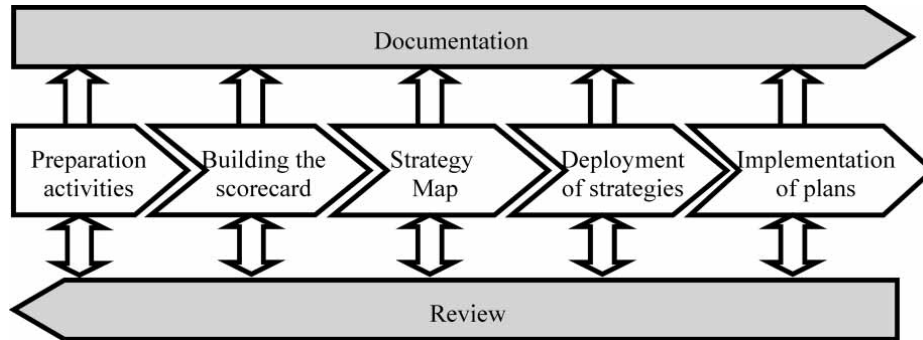 Documentation
Preparation
activities
Building the
scorecard
Strategy
Map
Deployment
of strategies
Implementation
of plans
Review